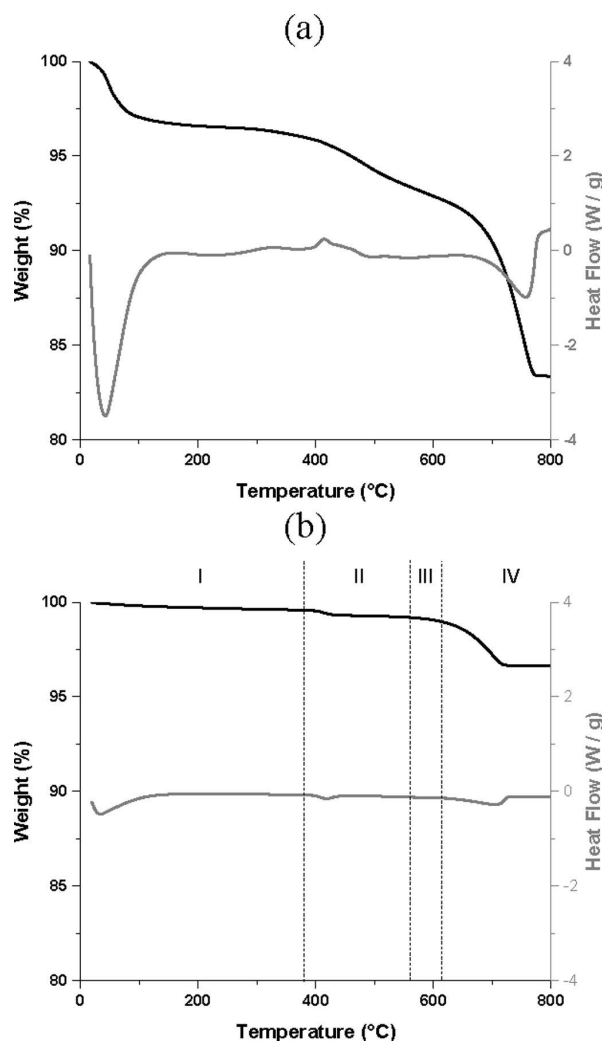 (a)
100
95
90
85
80
Weight (%)
4
2
0
-2
-4
Heat Flow (W / g)
0
200
400
600
800
Temperature (°C)
(b)
I
II
III
IV
100
95
90
85
80
Weight (%)
4
2
0
-2
-4
Heat Flow (W / g)
0
200
400
600
800
Temperature (°C)